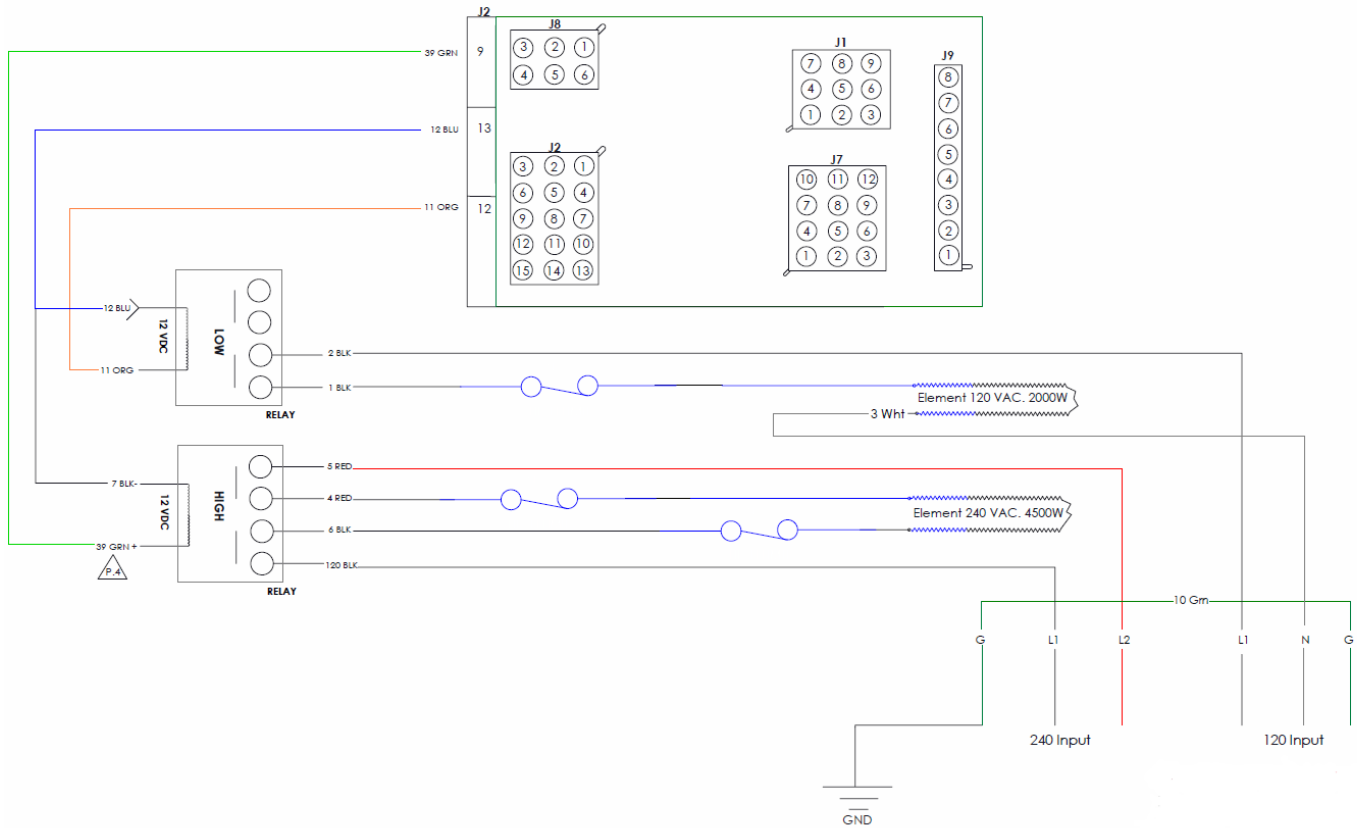 J2
39 GRN 9
12 BLU 13
11 ORG 12
J8
3 2 1
4 5 6
J2
3 2 1
6 5 4
9 8 7
12 11 10
15 14 13
J1
7 8 9
4 5 6
1 2 3
J7
10 11 12
7 8 9
4 5 6
1 2 3
J9
8
7
6
5
4
3
2
1
12 BLU
11 ORG
12 VDC
LOW
RELAY
2 BLK
1 BLK
Element 120 VAC. 2000W
3 Wht
7 BLK-
39 GRN +
P.4
12 VDC
HIGH
RELAY
5 RED
4 RED
6 BLK
120 BLK
Element 240 VAC. 4500W
10 Grn
G L1 L2 L1 N G
240 Input
120 Input
GND